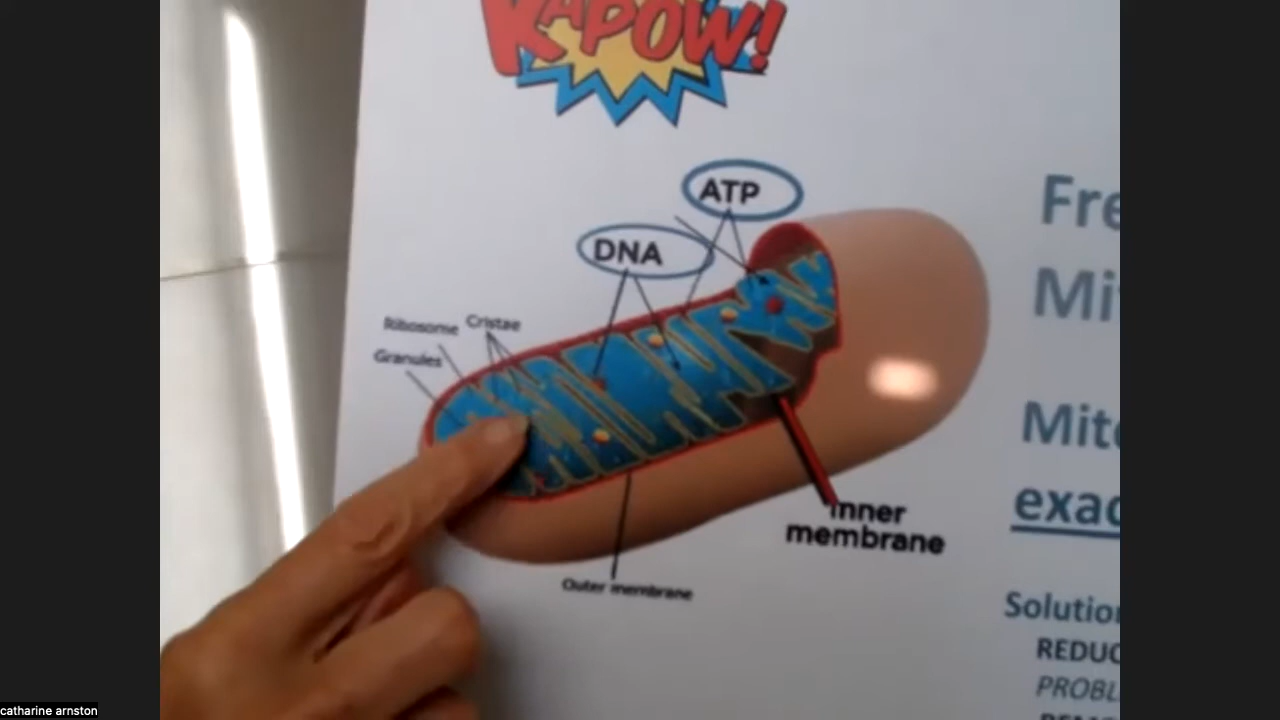 KAPOW!
ATP
DNA
Ribosome
Cristae
Granules
Inner
membrane
Outer membrane
Fre
Mi
Mit
exac
Solution
REDUC
PROBL
catharine arnston